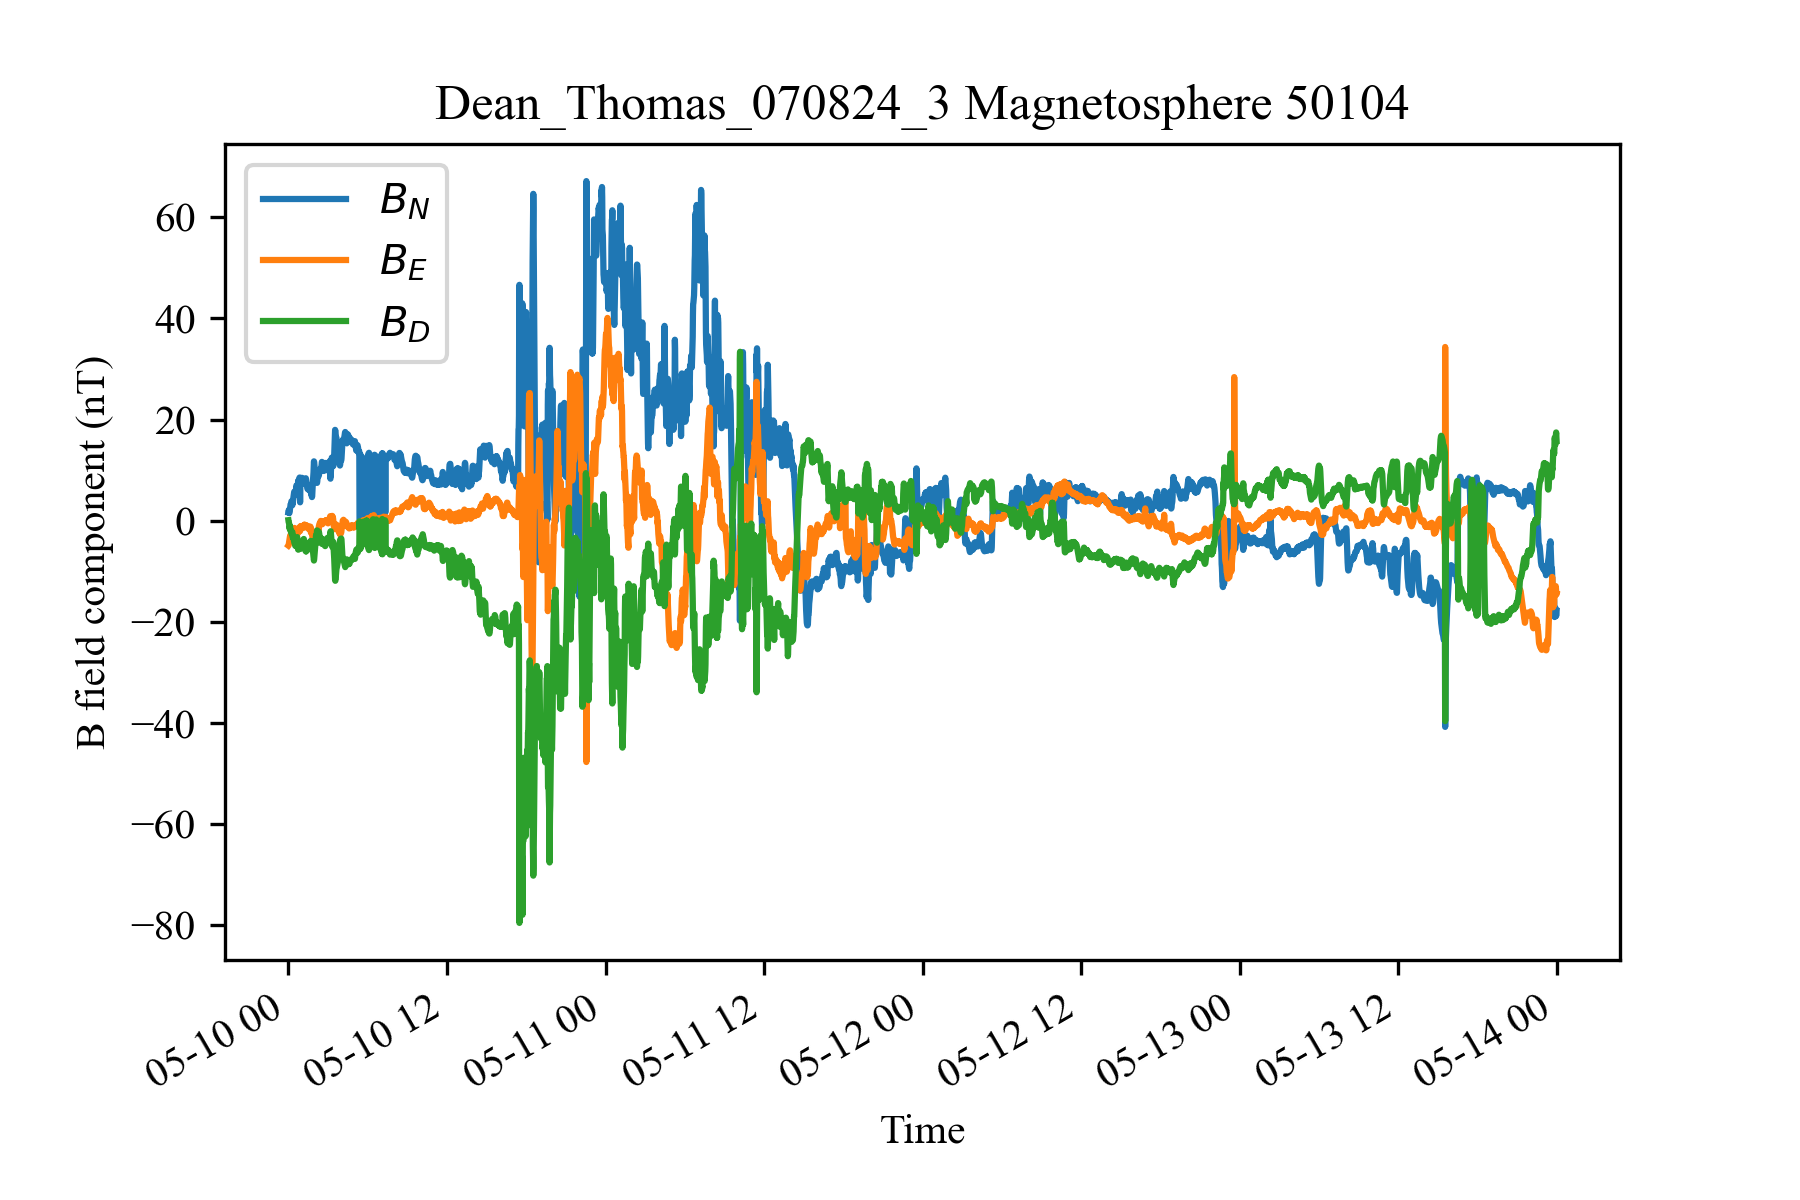 Dean_Thomas_070824_3 Magnetosphere 50104
B_N
B_E
B_D
B field component (nT)
60
40
20
0
−20
−40
−60
−80
05-10 00
05-10 12
05-11 00
05-11 12
05-12 00
05-12 12
05-13 00
05-13 12
05-14 00
Time